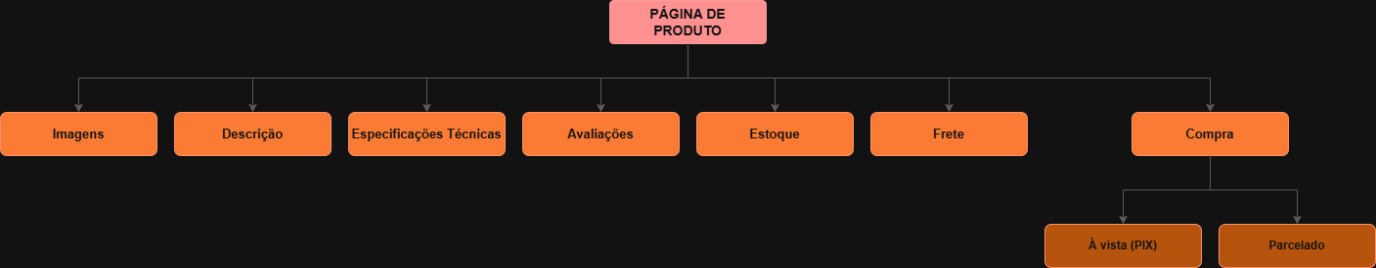 PÁGINA DE
PRODUTO
Imagens
Descrição
Especificações Técnicas
Avaliações
Estoque
Frete
Compra
À vista (PIX)
Parcelado